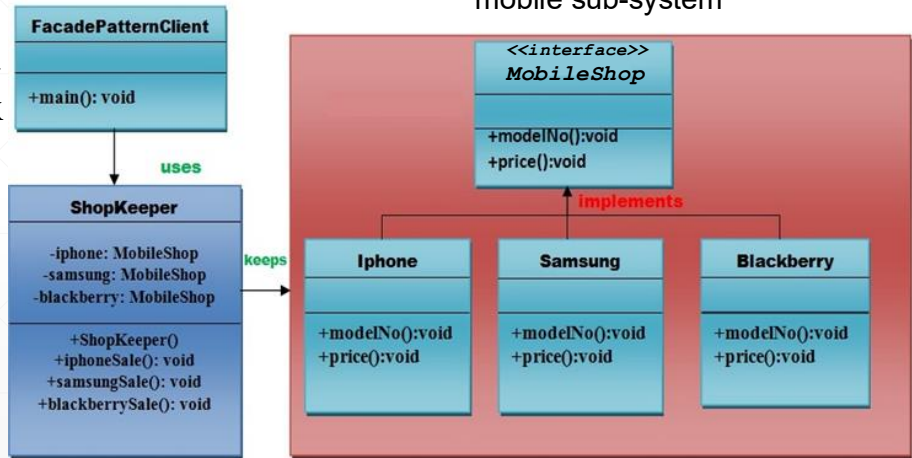 mobile sub-system
FacadePatternClient
+main(): void
uses
ShopKeeper
-iphone: MobileShop
-samsung: MobileShop
-blackberry: MobileShop
+ShopKeeper()
+iphoneSale(): void
+samsungSale(): void
+blackberrySale(): void
keeps
<<interface>>
MobileShop
+modelNo():void
+price():void
implements
Iphone
+modelNo():void
+price():void
Samsung
+modelNo():void
+price():void
Blackberry
+modelNo():void
+price():void